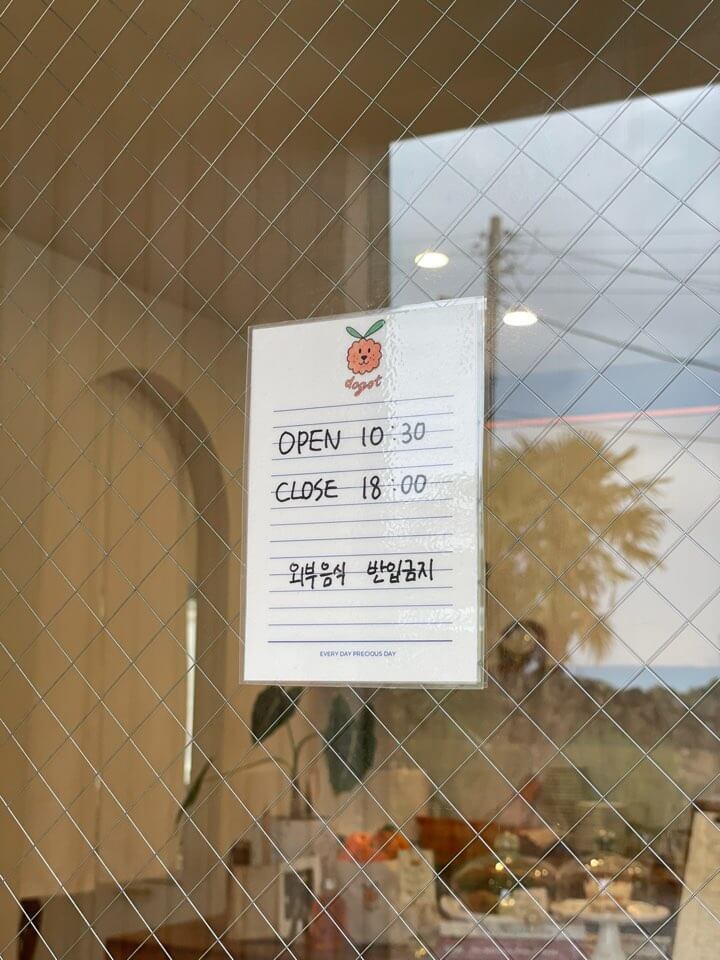 dogot
OPEN 10:30
CLOSE 18:00
외부음식 반입금지
EVERY DAY PRECIOUS DAY